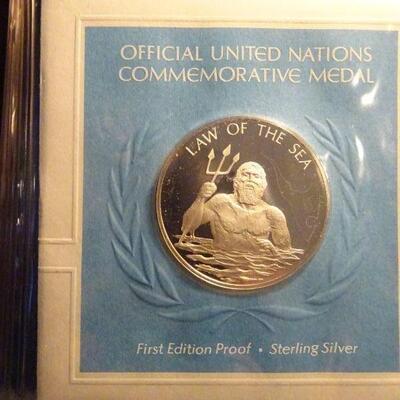 OFFICIAL UNITED NATIONS
COMMEMORATIVE MEDAL
LAW OF THE SEA
First Edition Proof • Sterling Silver